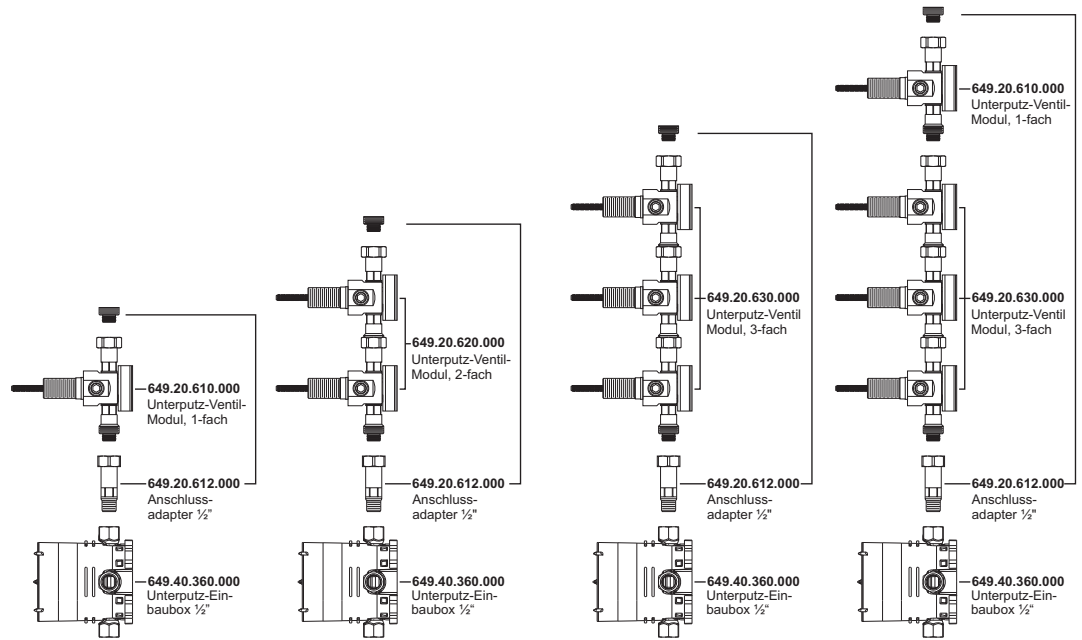 649.20.610.000
Unterputz-Ventil-
Modul, 1-fach
649.20.612.000
Anschluss-
adapter ½"
649.40.360.000
Unterputz-Ein-
baubox ½"
649.20.620.000
Unterputz-Ventil-
Modul, 2-fach
649.20.612.000
Anschluss-
adapter ½"
649.40.360.000
Unterputz-Ein-
baubox ½“
649.20.630.000
Unterputz-Ventil
Modul, 3-fach
649.20.612.000
Anschluss-
adapter ½"
649.40.360.000
Unterputz-Ein-
baubox ½“
649.20.610.000
Unterputz-Ventil-
Modul, 1-fach
649.20.630.000
Unterputz-Ventil
Modul, 3-fach
649.20.612.000
Anschluss-
adapter ½"
649.40.360.000
Unterputz-Ein-
baubox ½“